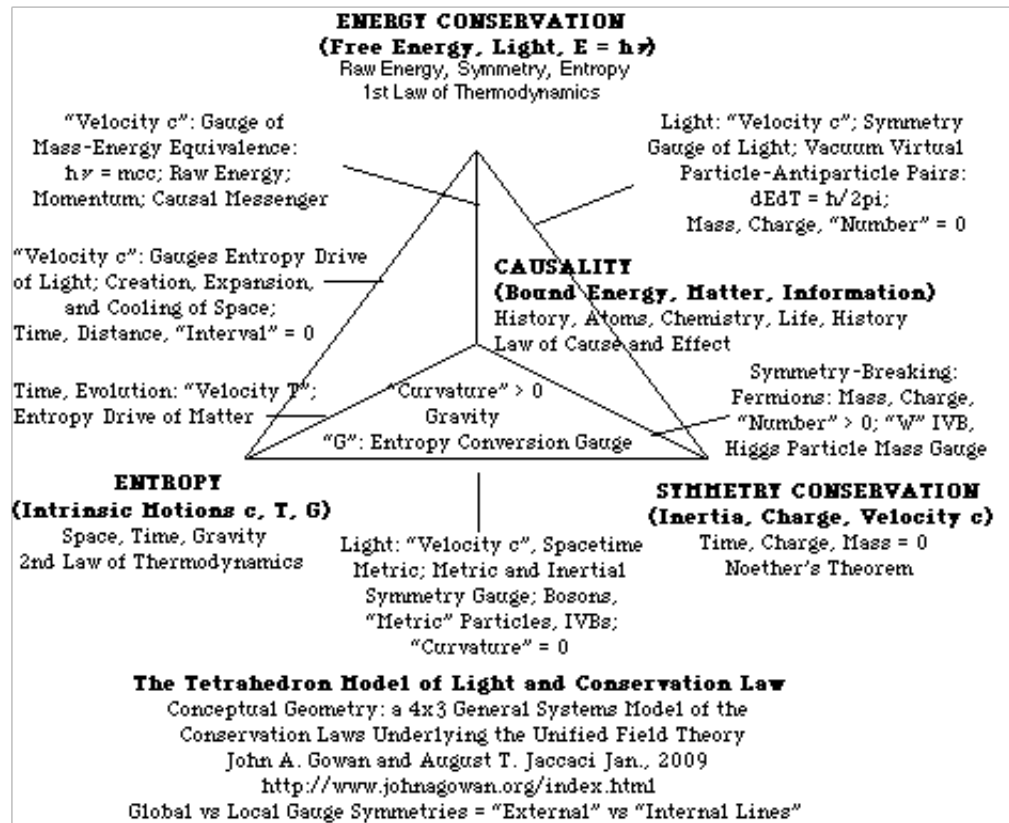 ENERGY CONSERVATION
(Free Energy, Light, E = hν)
Raw Energy, Symmetry, Entropy
1st Law of Thermodynamics
"Velocity c": Gauge of
Mass-Energy Equivalence:
hν = mcc; Raw Energy;
Momentum; Causal Messenger
Light: "Velocity c"; Symmetry
Gauge of Light; Vacuum Virtual
Particle-Antiparticle Pairs:
dEdT = h/2pi;
Mass, Charge, "Number" = 0
"Velocity c": Gauges Entropy Drive
of Light; Creation, Expansion,
and Cooling of Space;
Time, Distance, "Interval" = 0
CAUSALITY
(Bound Energy, Matter, Information)
History, Atoms, Chemistry, Life, History
Law of Cause and Effect
Time, Evolution: "Velocity T";
Entropy Drive of Matter
"Curvature" > 0
Gravity
"G": Entropy Conversion Gauge
Symmetry-Breaking:
Fermions: Mass, Charge,
"Number" > 0; "W" IVB,
Higgs Particle Mass Gauge
ENTROPY
(Intrinsic Motions c, T, G)
Space, Time, Gravity
2nd Law of Thermodynamics
Light: "Velocity c", Spacetime
Metric; Metric and Inertial
Symmetry Gauge; Bosons,
"Metric" Particles, IVBs;
"Curvature" = 0
SYMMETRY CONSERVATION
(Inertia, Charge, Velocity c)
Time, Charge, Mass = 0
Noether's Theorem
The Tetrahedron Model of Light and Conservation Law
Conceptual Geometry: a 4x3 General Systems Model of the
Conservation Laws Underlying the Unified Field Theory
John A. Gowan and August T. Jaccaci Jan., 2009
http://www.johnagowan.org/index.html
Global vs Local Gauge Symmetries = "External" vs "Internal Lines"